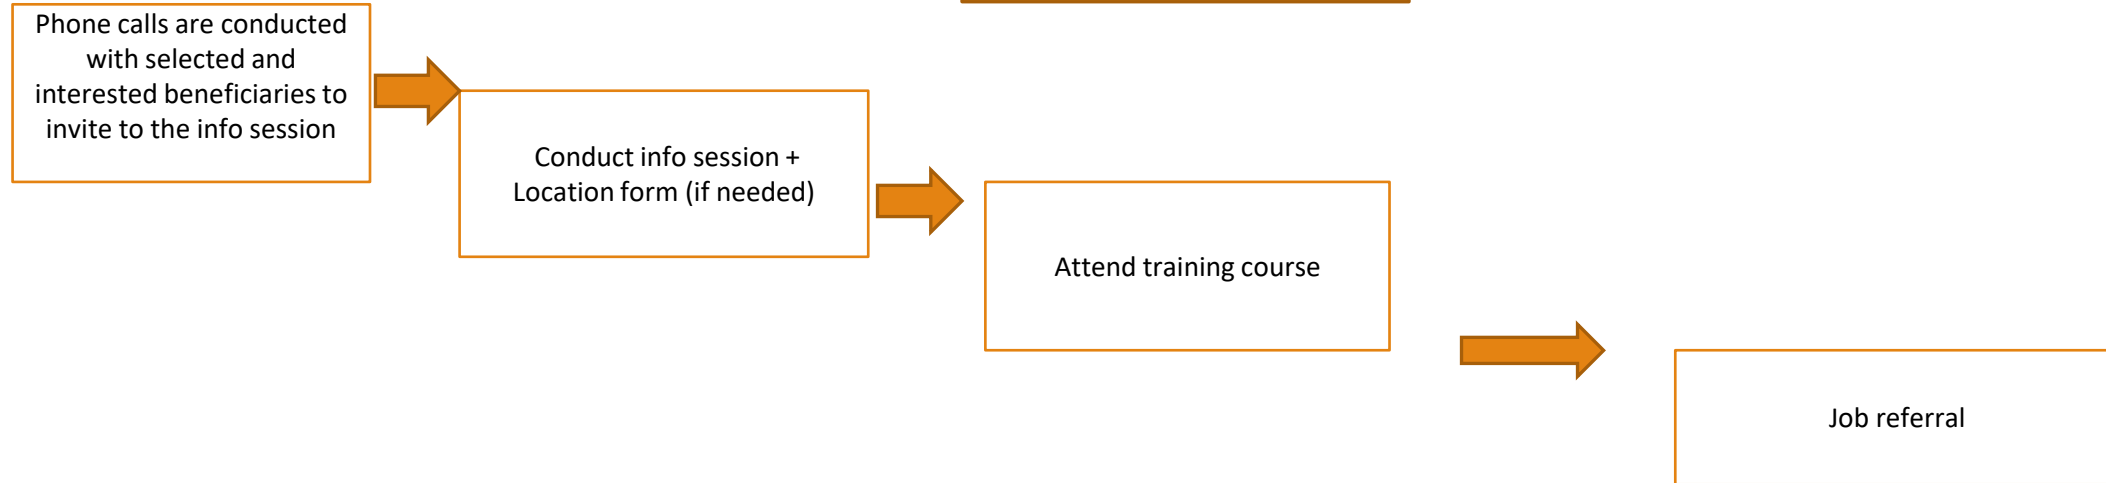 Phone calls are conducted
with selected and
interested beneficiaries to
invite to the info session
Conduct info session +
Location form (if needed)
Attend training course
Job referral